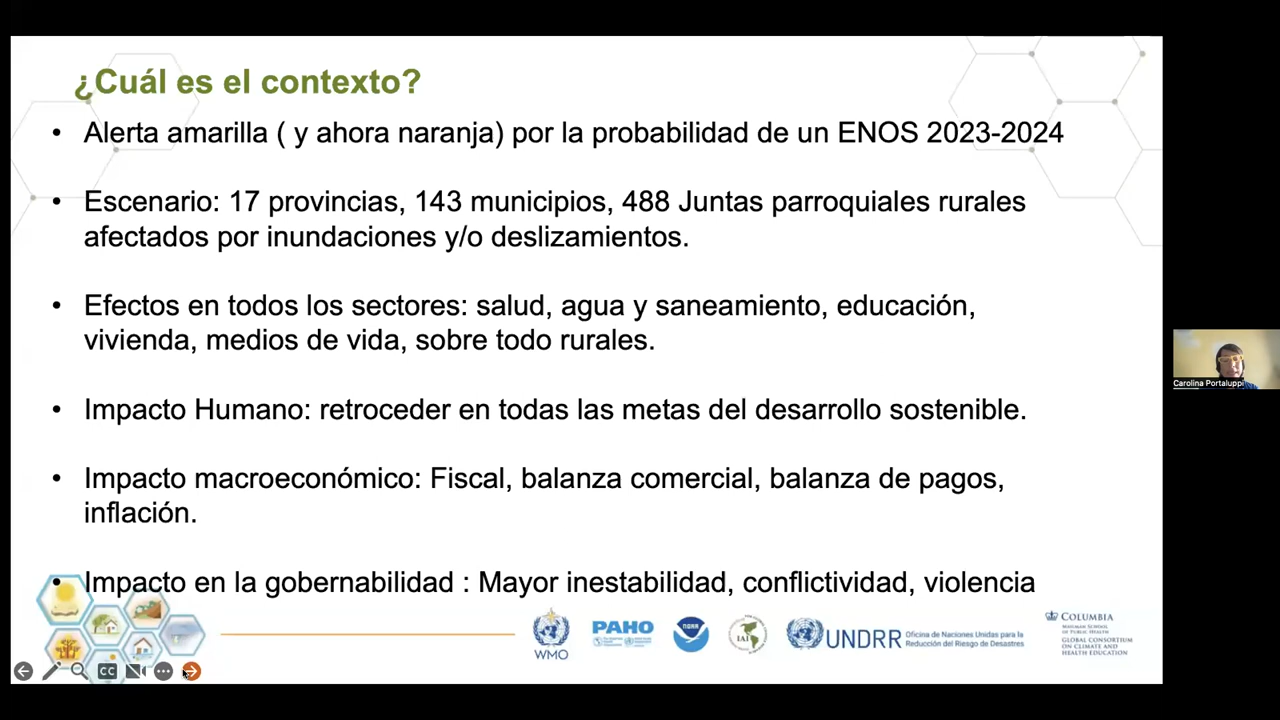 ¿Cuál es el contexto?
• Alerta amarilla ( y ahora naranja) por la probabilidad de un ENOS 2023-2024
• Escenario: 17 provincias, 143 municipios, 488 Juntas parroquiales rurales
afectados por inundaciones y/o deslizamientos.
• Efectos en todos los sectores: salud, agua y saneamiento, educación,
vivienda, medios de vida, sobre todo rurales.
• Impacto Humano: retroceder en todas las metas del desarrollo sostenible.
• Impacto macroeconómico: Fiscal, balanza comercial, balanza de pagos,
inflación.
• Impacto en la gobernabilidad : Mayor inestabilidad, conflictividad, violencia
Carolina Portaluppi
WMO
PAHO
NOAA
IAI
UNDRR
Oficina de Naciones Unidas para la
Reducción del Riesgo de Desastres
COLUMBIA
MAILMAN SCHOOL
OF PUBLIC HEALTH
GLOBAL CONSORTIUM
ON CLIMATE AND
HEALTH EDUCATION
CC